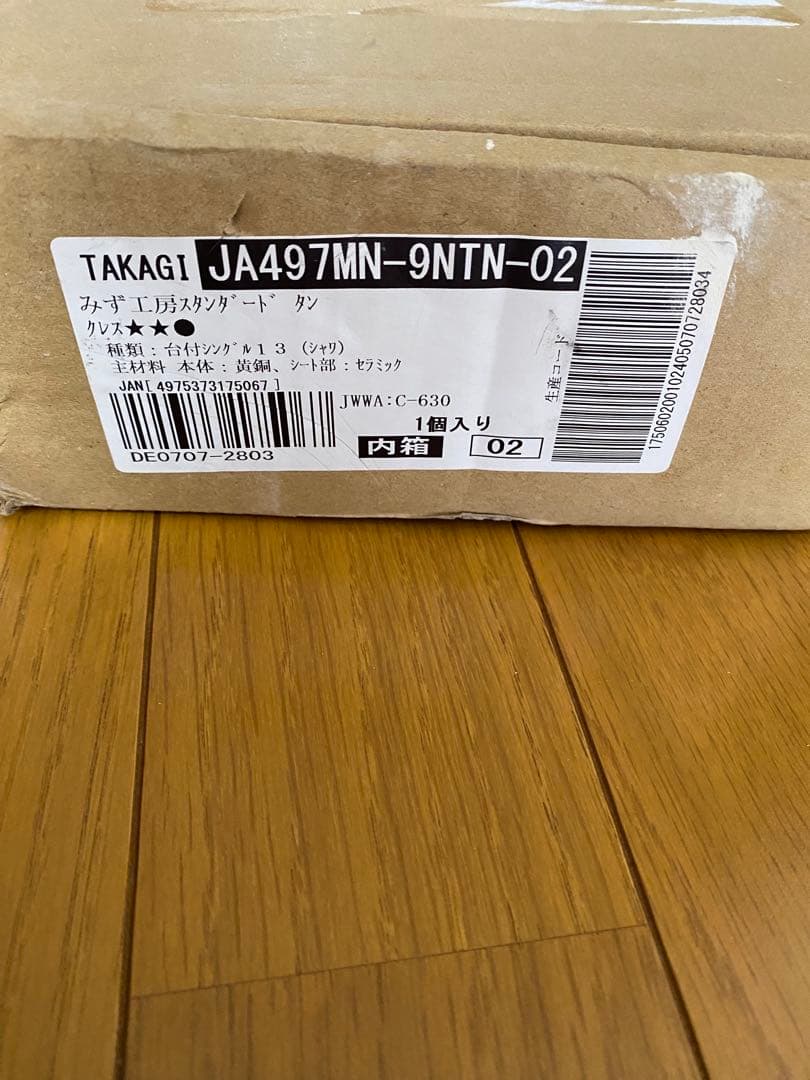 TAKAGI JA497MN-9NTN-02
みず工房ｽﾀﾝﾀﾞｰﾄﾞ ﾀﾝ
ｸﾚｽ★★●
種類：台付ｼﾝｸﾞﾙ１３ (ｼｬﾜ)
主材料 本体：黄銅、ｼｰﾄ部：ｾﾗﾐｯｸ
JAN[ 4975373175067 ]
JWWA:C-630
1個入り
DE0707-2803
内箱 02
生産コード
17506020010240507072​8034